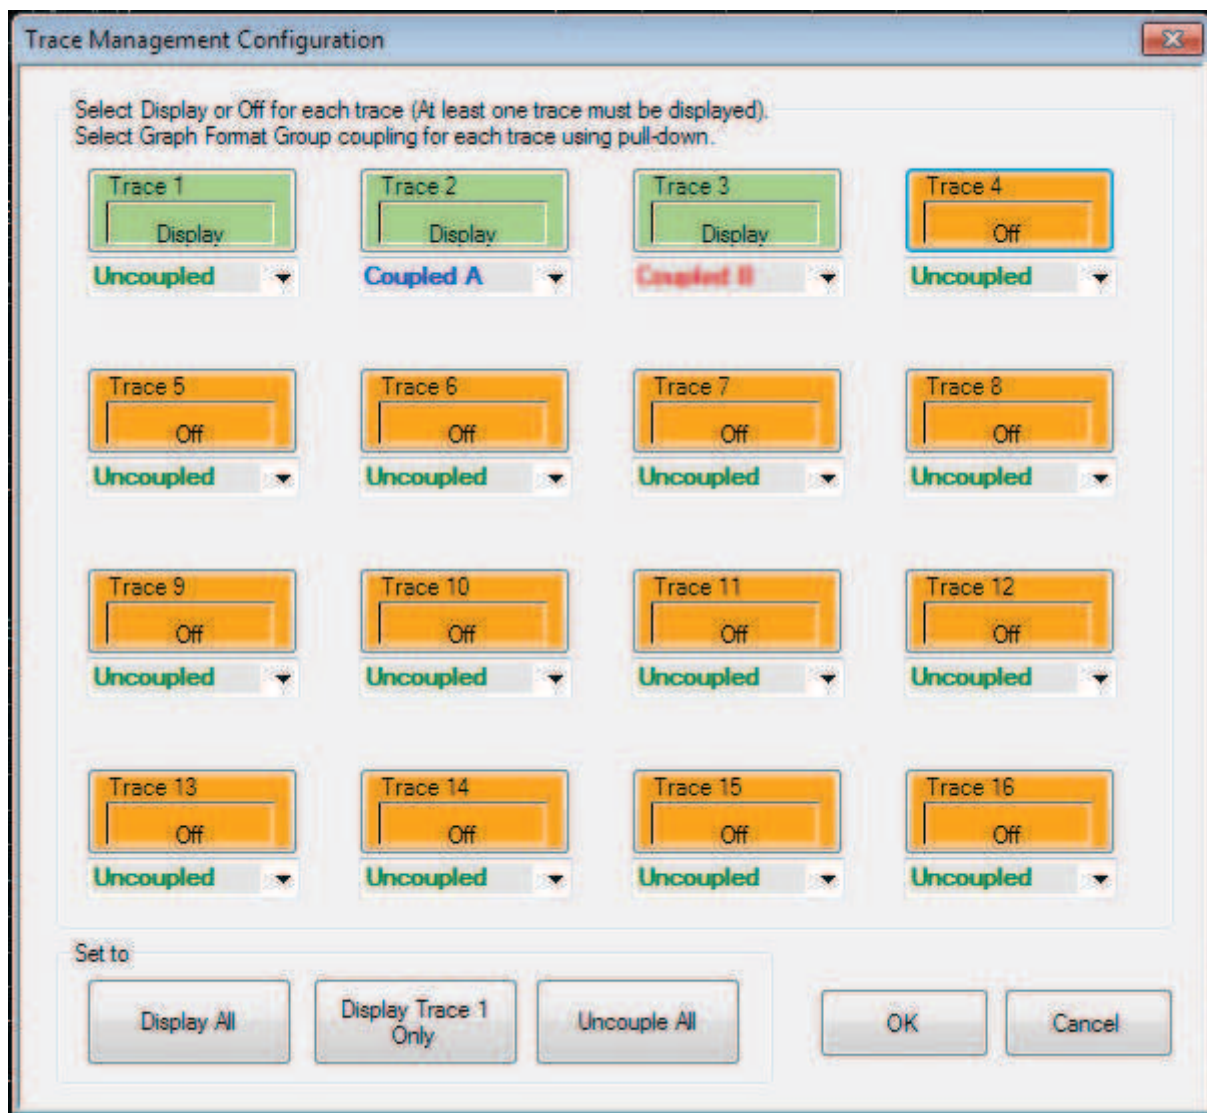 Trace Management Configuration
Select Display or Off for each trace (At least one trace must be displayed).
Select Graph Format Group coupling for each trace using pull-down.
Trace 1 Trace 2 Trace 3 Trace 4
Display Display Display Off
Uncoupled Coupled A Coupled B Uncoupled
Trace 5 Trace 6 Trace 7 Trace 8
Off Off Off Off
Uncoupled Uncoupled Uncoupled Uncoupled
Trace 9 Trace 10 Trace 11 Trace 12
Off Off Off Off
Uncoupled Uncoupled Uncoupled Uncoupled
Trace 13 Trace 14 Trace 15 Trace 16
Off Off Off Off
Uncoupled Uncoupled Uncoupled Uncoupled
Set to
Display All
Display Trace 1
Only
Uncouple All
OK
Cancel